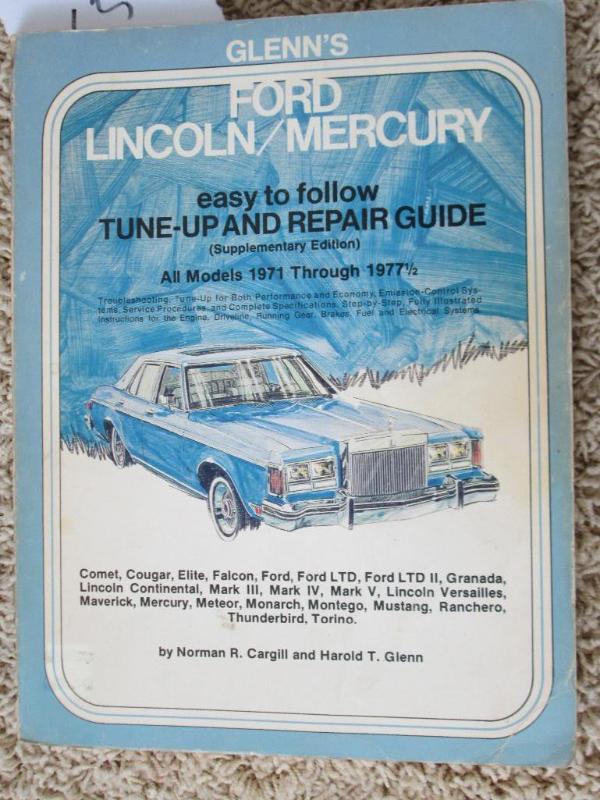 GLENN'S
FORD
LINCOLN/MERCURY
easy to follow
TUNE-UP AND REPAIR GUIDE
(Supplementary Edition)
All Models 1971 Through 1977½
Troubleshooting, Tune-Up for Both Performance and Economy, Emission-Control Sys-
tems, Service Procedures, and Complete Specifications, Step-by-Step, Fully Illustrated
Instructions for the Engine, Driveline, Running Gear, Brakes, Fuel and Electrical Systems
Comet, Cougar, Elite, Falcon, Ford, Ford LTD, Ford LTD II, Granada,
Lincoln Continental, Mark III, Mark IV, Mark V, Lincoln Versailles,
Maverick, Mercury, Meteor, Monarch, Montego, Mustang, Ranchero,
Thunderbird, Torino.
by Norman R. Cargill and Harold T. Glenn